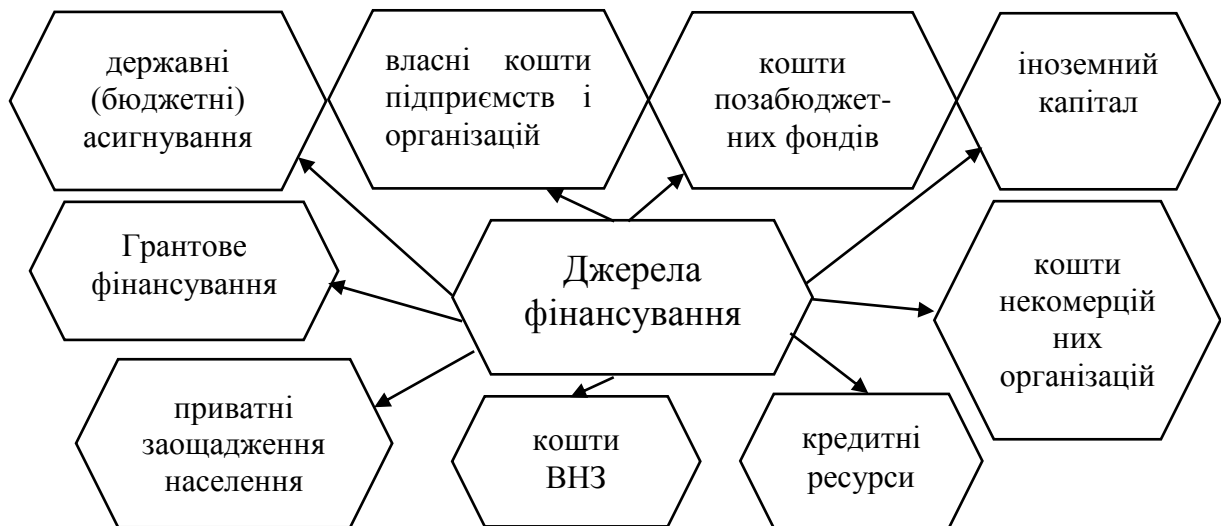 державні
(бюджетні)
асигнування
власні кошти
підприємств і
організацій
кошти
позабюджет-
них фондів
іноземний
капітал
Грантове
фінансування
Джерела
фінансування
кошти
некомерцій
них
організацій
приватні
заощадження
населення
кошти
ВНЗ
кредитні
ресурси